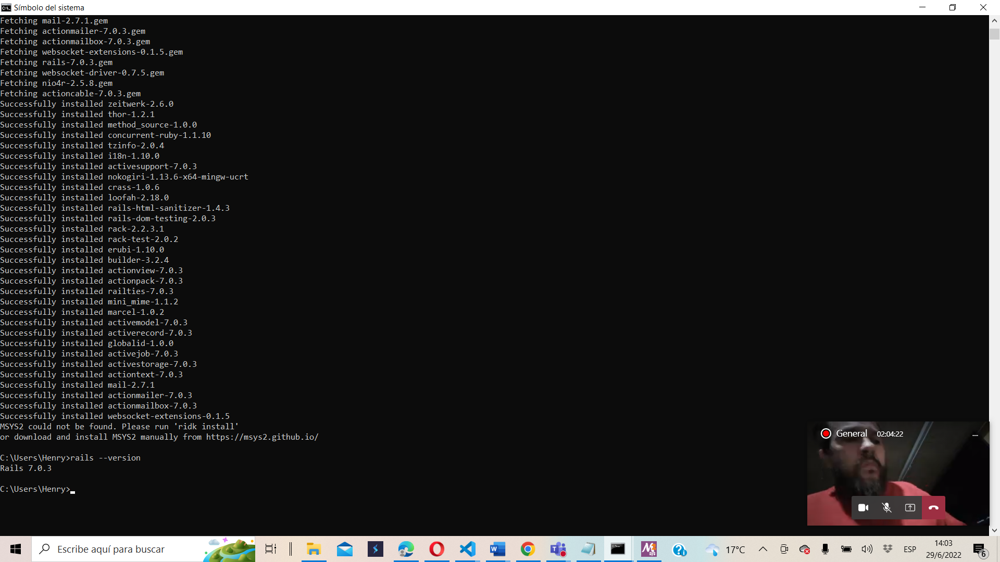 Símbolo del sistema
Fetching mail-2.7.1.gem
Fetching actionmailer-7.0.3.gem
Fetching actionmailbox-7.0.3.gem
Fetching websocket-extensions-0.1.5.gem
Fetching rails-7.0.3.gem
Fetching websocket-driver-0.7.5.gem
Fetching nio4r-2.5.8.gem
Fetching actioncable-7.0.3.gem
Successfully installed zeitwerk-2.6.0
Successfully installed thor-1.2.1
Successfully installed method_source-1.0.0
Successfully installed concurrent-ruby-1.1.10
Successfully installed tzinfo-2.0.4
Successfully installed i18n-1.10.0
Successfully installed activesupport-7.0.3
Successfully installed nokogiri-1.13.6-x64-mingw-ucrt
Successfully installed crass-1.0.6
Successfully installed loofah-2.18.0
Successfully installed rails-html-sanitizer-1.4.3
Successfully installed rails-dom-testing-2.0.3
Successfully installed rack-2.2.3.1
Successfully installed rack-test-2.0.2
Successfully installed erubi-1.10.0
Successfully installed builder-3.2.4
Successfully installed actionview-7.0.3
Successfully installed actionpack-7.0.3
Successfully installed railties-7.0.3
Successfully installed mini_mime-1.1.2
Successfully installed marcel-1.0.2
Successfully installed activemodel-7.0.3
Successfully installed activerecord-7.0.3
Successfully installed globalid-1.0.0
Successfully installed activejob-7.0.3
Successfully installed activestorage-7.0.3
Successfully installed actiontext-7.0.3
Successfully installed mail-2.7.1
Successfully installed actionmailer-7.0.3
Successfully installed actionmailbox-7.0.3
Successfully installed websocket-extensions-0.1.5
MSYS2 could not be found. Please run 'ridk install'
or download and install MSYS2 manually from https://msys2.github.io/
C:\Users\Henry>rails --version
Rails 7.0.3
C:\Users\Henry>
General 02:04:22
Escribe aquí para buscar
17°C
ESP
14:03
29/6/2022
6